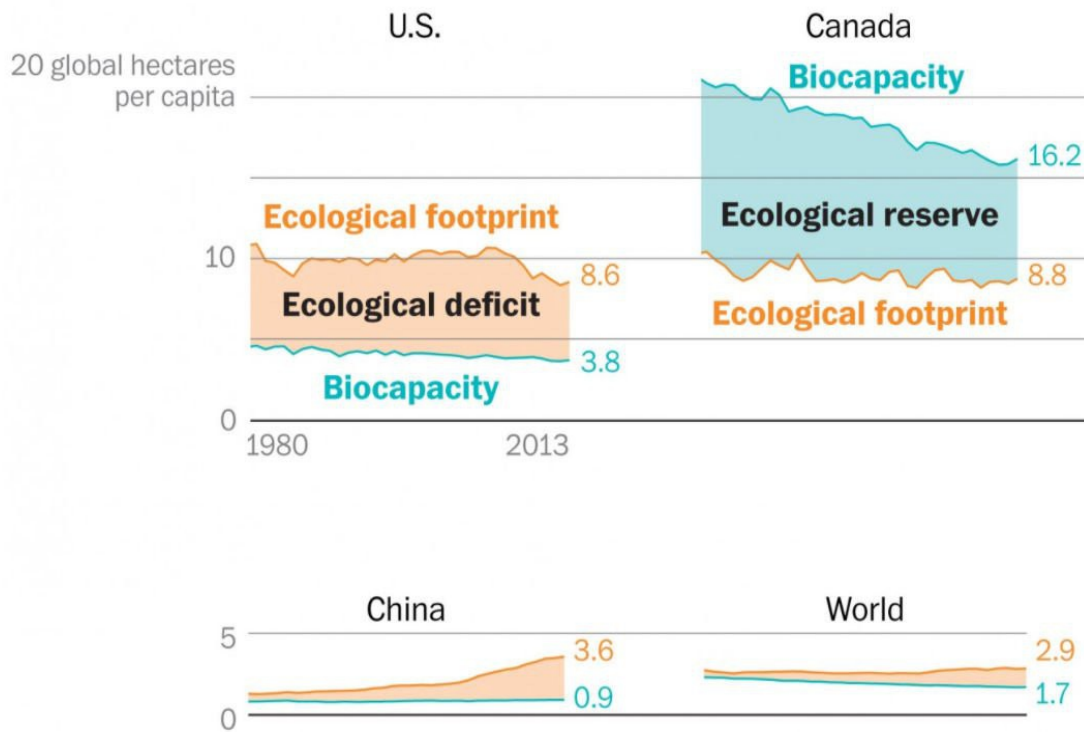 U.S.
Canada
20 global hectares
per capita
Biocapacity
16.2
Ecological footprint
Ecological reserve
10
8.6
8.8
Ecological deficit
Ecological footprint
3.8
Biocapacity
0
1980
2013
China
World
5
3.6
2.9
0.9
1.7
0